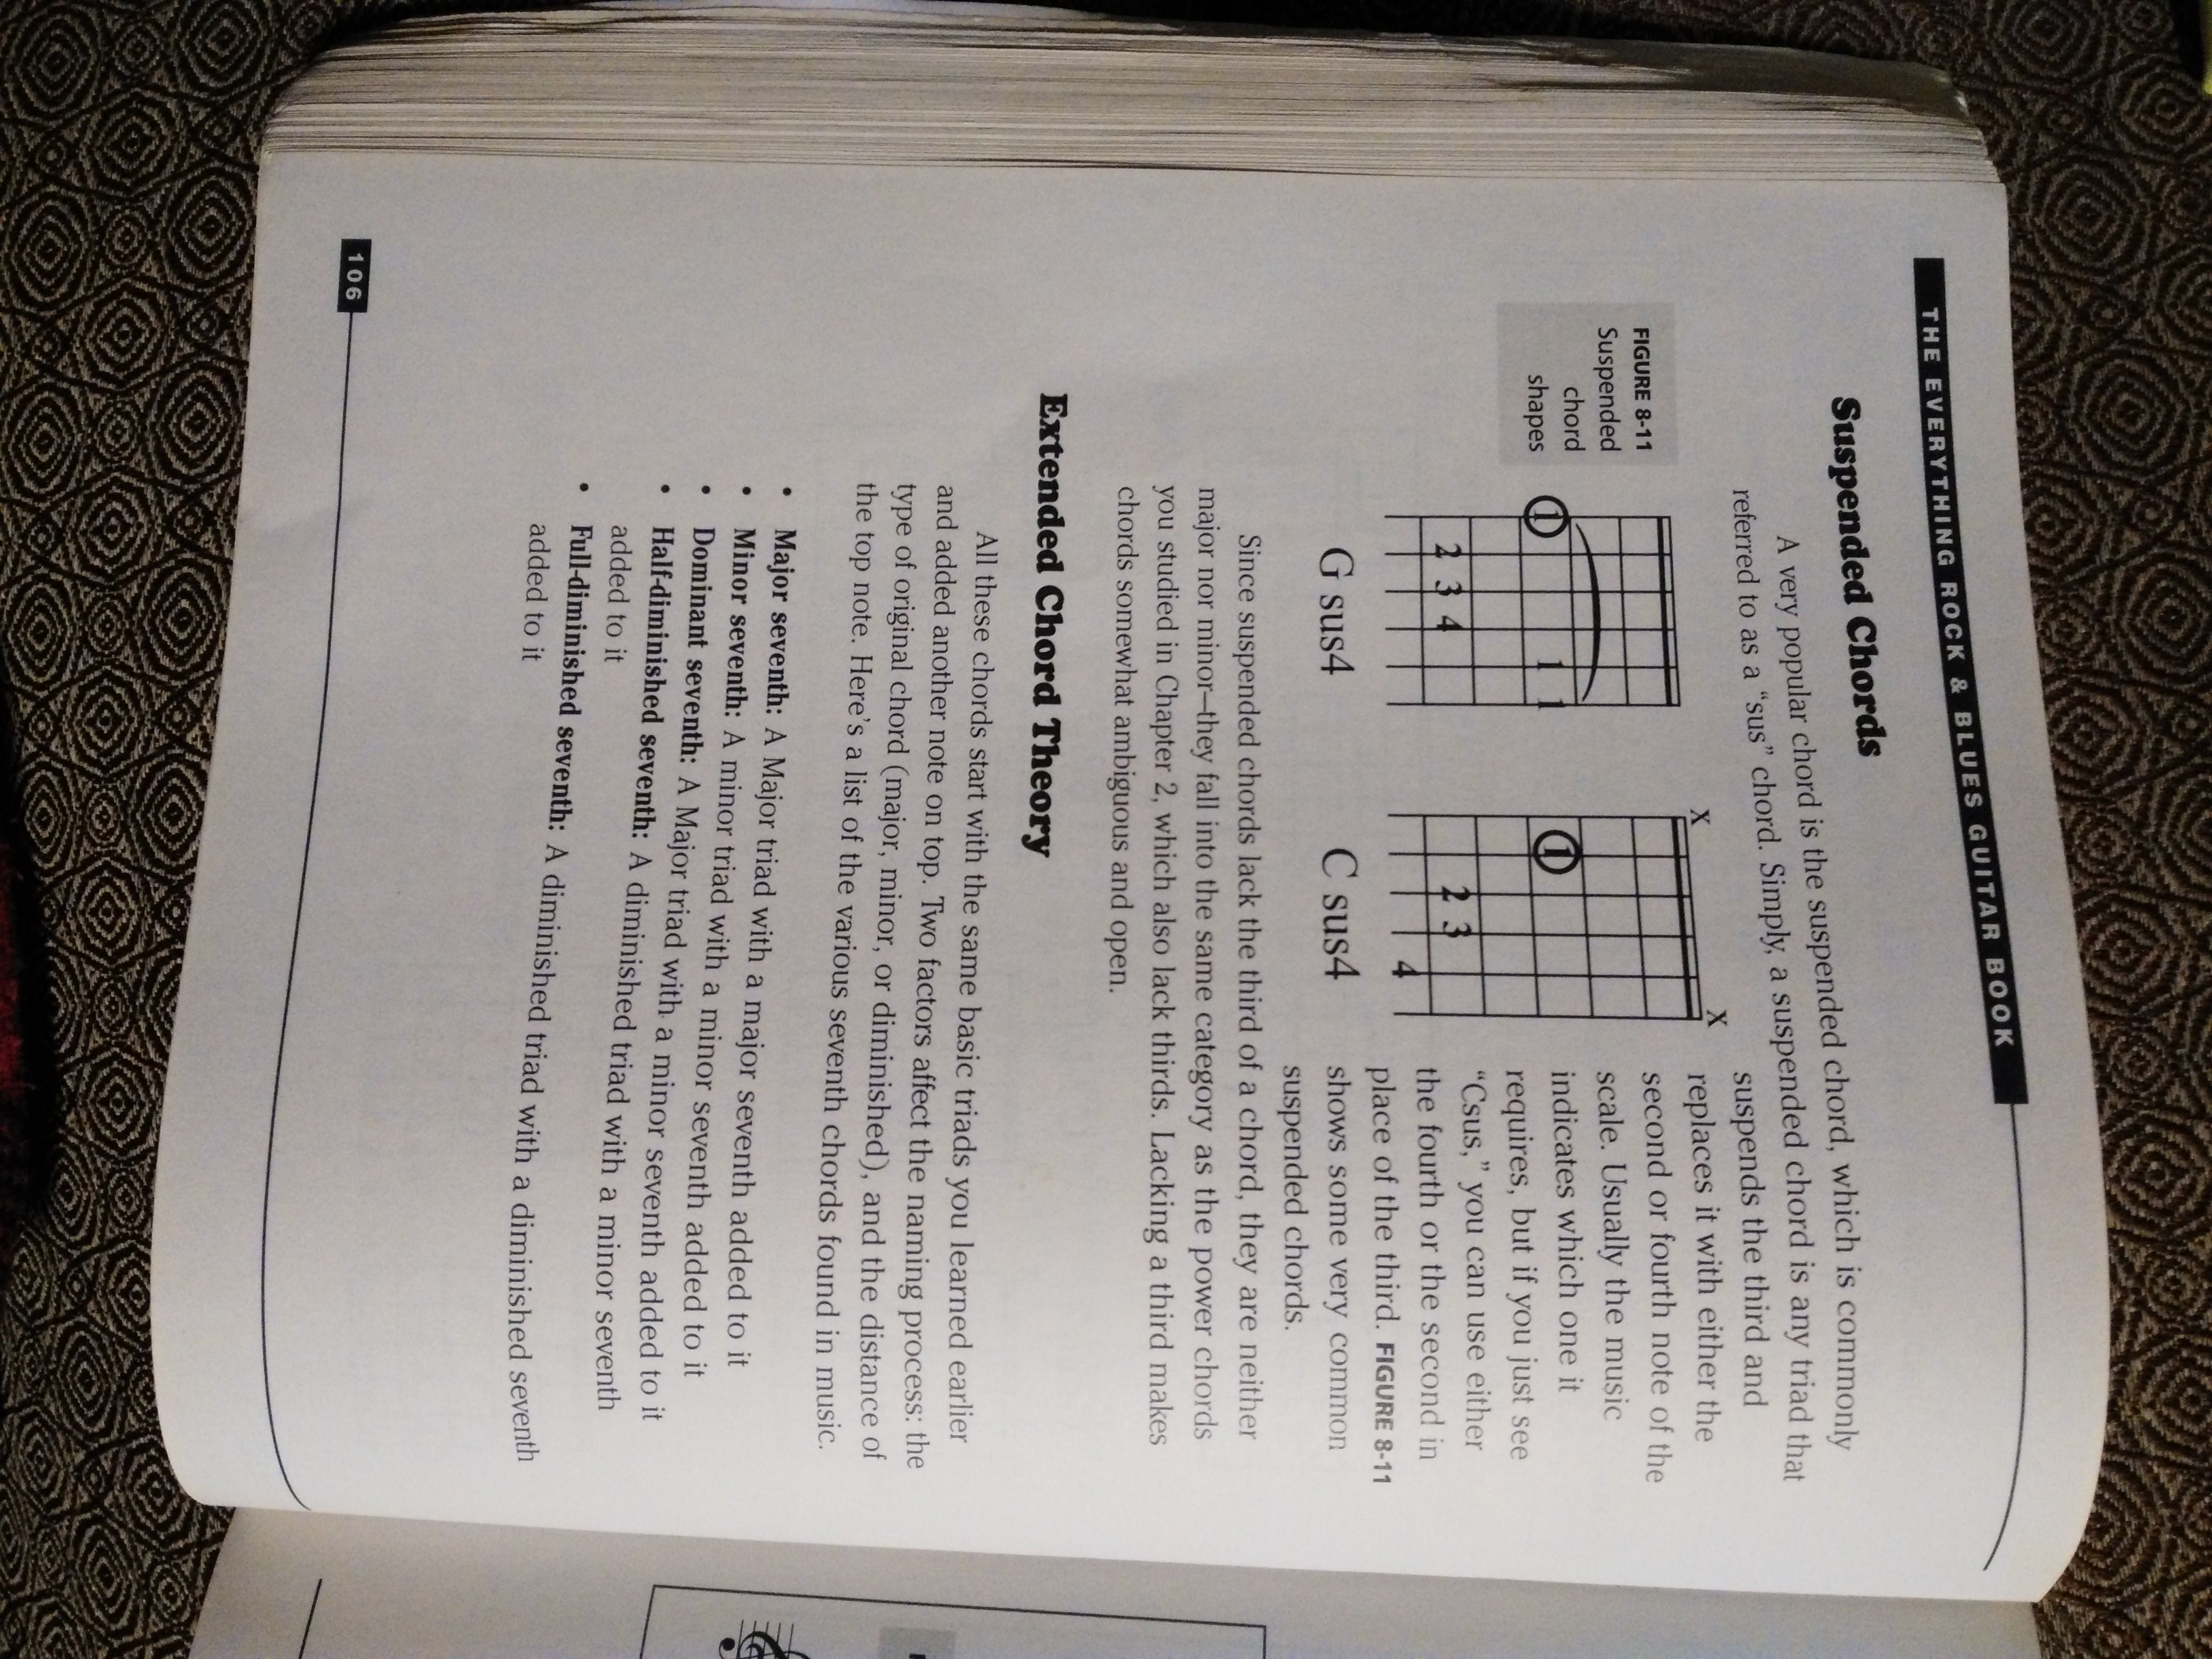 THE EVERYTHING ROCK & BLUES GUITAR BOOK
Suspended Chords
A very popular chord is the suspended chord, which is commonly
referred to as a "sus" chord. Simply, a suspended chord is any triad that
suspends the third and
replaces it with either the
second or fourth note of the
scale. Usually the music
indicates which one it
requires, but if you just see
"Csus," you can use either
the fourth or the second in
place of the third. FIGURE 8-11
shows some very common
suspended chords.
FIGURE 8-11
Suspended
chord
shapes
1
1 1
2 3 4
G sus4
X X
1
2 3
4
C sus4
Since suspended chords lack the third of a chord, they are neither
major nor minor—they fall into the same category as the power chords
you studied in Chapter 2, which also lack thirds. Lacking a third makes
chords somewhat ambiguous and open.
Extended Chord Theory
All these chords start with the same basic triads you learned earlier
and added another note on top. Two factors affect the naming process: the
type of original chord (major, minor, or diminished), and the distance of
the top note. Here's a list of the various seventh chords found in music.
• Major seventh: A Major triad with a major seventh added to it
• Minor seventh: A minor triad with a minor seventh added to it
• Dominant seventh: A Major triad with a minor seventh added to it
• Half-diminished seventh: A diminished triad with a minor seventh
added to it
• Full-diminished seventh: A diminished triad with a diminished seventh
added to it
106